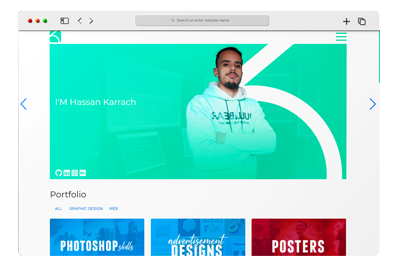 Search or enter website name
I'M Hassan Karrach
Portfolio
ALL GRAPHIC DESIGN WEB
PHOTOSHOP skills
advertisement
DESIGNS
POSTERS